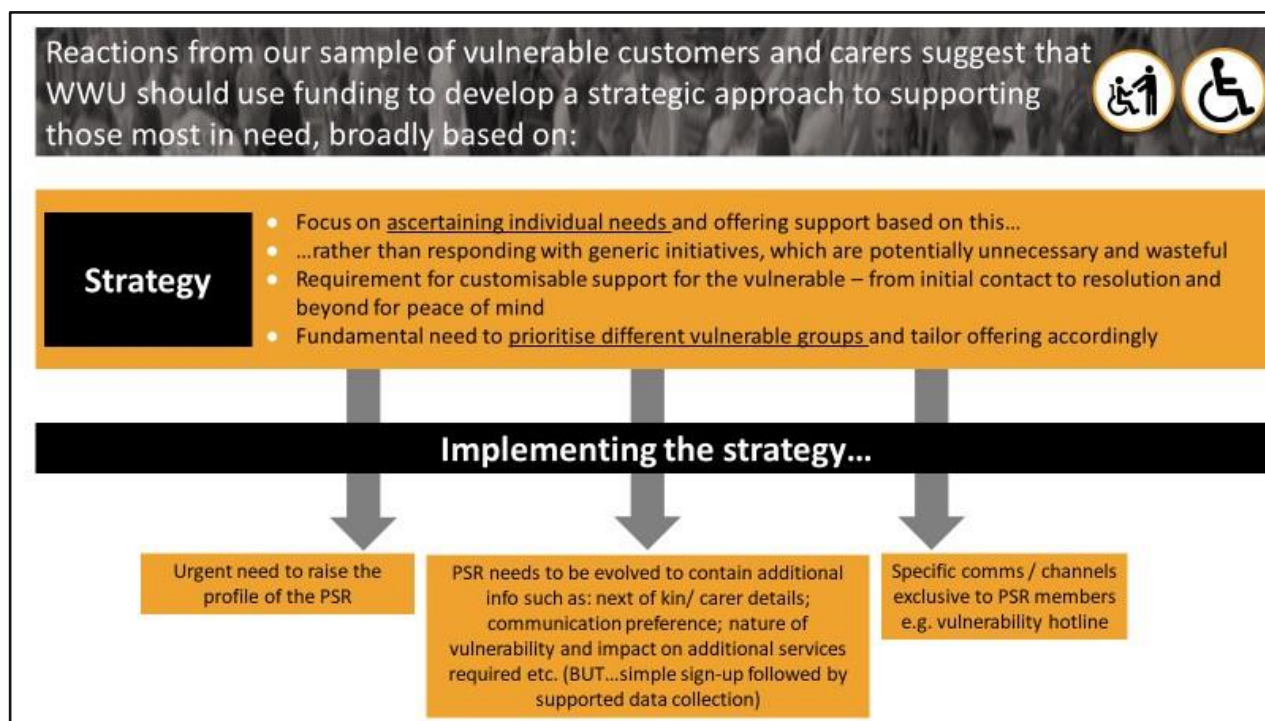 Reactions from our sample of vulnerable customers and carers suggest that
WWU should use funding to develop a strategic approach to supporting
those most in need, broadly based on:
Strategy
• Focus on ascertaining individual needs and offering support based on this...
• ...rather than responding with generic initiatives, which are potentially unnecessary and wasteful
• Requirement for customisable support for the vulnerable – from initial contact to resolution and
beyond for peace of mind
• Fundamental need to prioritise different vulnerable groups and tailor offering accordingly
Implementing the strategy...
Urgent need to raise the
profile of the PSR
PSR needs to be evolved to contain additional
info such as: next of kin/ carer details;
communication preference; nature of
vulnerability and impact on additional services
required etc. (BUT...simple sign-up followed by
supported data collection)
Specific comms / channels
exclusive to PSR members
e.g. vulnerability hotline